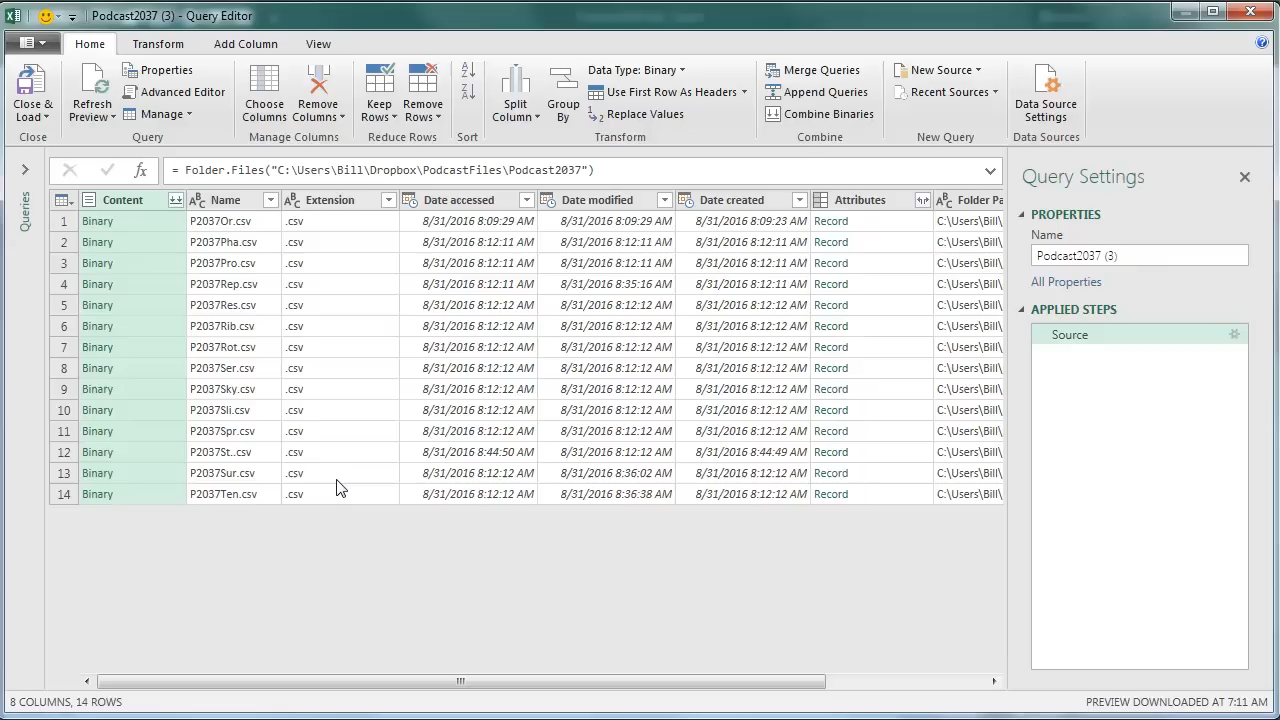 Podcast2037 (3) - Query Editor
Home Transform Add Column View
Close & Load
Close
Refresh Preview
Properties
Advanced Editor
Manage
Query
Choose Columns
Remove Columns
Manage Columns
Keep Rows
Remove Rows
Reduce Rows
Sort
Split Column
Group By
Data Type: Binary
Use First Row As Headers
Replace Values
Transform
Merge Queries
Append Queries
Combine Binaries
Combine
New Source
Recent Sources
New Query
Data Source Settings
Data Sources
= Folder.Files("C:\Users\Bill\Dropbox\PodcastFiles\Podcast2037")
Queries
Content Name Extension Date accessed Date modified Date created Attributes Folder Pa
1 Binary P2037Or.csv .csv 8/31/2016 8:09:29 AM 8/31/2016 8:09:29 AM 8/31/2016 8:09:23 AM Record C:\Users\Bill\
2 Binary P2037Pha.csv .csv 8/31/2016 8:12:11 AM 8/31/2016 8:12:11 AM 8/31/2016 8:12:11 AM Record C:\Users\Bill\
3 Binary P2037Pro.csv .csv 8/31/2016 8:12:11 AM 8/31/2016 8:12:11 AM 8/31/2016 8:12:11 AM Record C:\Users\Bill\
4 Binary P2037Rep.csv .csv 8/31/2016 8:12:11 AM 8/31/2016 8:35:16 AM 8/31/2016 8:12:11 AM Record C:\Users\Bill\
5 Binary P2037Res.csv .csv 8/31/2016 8:12:12 AM 8/31/2016 8:12:12 AM 8/31/2016 8:12:12 AM Record C:\Users\Bill\
6 Binary P2037Rib.csv .csv 8/31/2016 8:12:12 AM 8/31/2016 8:12:12 AM 8/31/2016 8:12:12 AM Record C:\Users\Bill\
7 Binary P2037Rot.csv .csv 8/31/2016 8:12:12 AM 8/31/2016 8:12:12 AM 8/31/2016 8:12:12 AM Record C:\Users\Bill\
8 Binary P2037Ser.csv .csv 8/31/2016 8:12:12 AM 8/31/2016 8:12:12 AM 8/31/2016 8:12:12 AM Record C:\Users\Bill\
9 Binary P2037Sky.csv .csv 8/31/2016 8:12:12 AM 8/31/2016 8:12:12 AM 8/31/2016 8:12:12 AM Record C:\Users\Bill\
10 Binary P2037Sli.csv .csv 8/31/2016 8:12:12 AM 8/31/2016 8:12:12 AM 8/31/2016 8:12:12 AM Record C:\Users\Bill\
11 Binary P2037Spr.csv .csv 8/31/2016 8:12:12 AM 8/31/2016 8:12:12 AM 8/31/2016 8:12:12 AM Record C:\Users\Bill\
12 Binary P2037St..csv .csv 8/31/2016 8:44:50 AM 8/31/2016 8:12:12 AM 8/31/2016 8:44:49 AM Record C:\Users\Bill\
13 Binary P2037Sur.csv .csv 8/31/2016 8:12:12 AM 8/31/2016 8:36:02 AM 8/31/2016 8:12:12 AM Record C:\Users\Bill\
14 Binary P2037Ten.csv .csv 8/31/2016 8:12:12 AM 8/31/2016 8:36:38 AM 8/31/2016 8:12:12 AM Record C:\Users\Bill\
Query Settings
PROPERTIES
Name
Podcast2037 (3)
All Properties
APPLIED STEPS
Source
8 COLUMNS, 14 ROWS
PREVIEW DOWNLOADED AT 7:11 AM